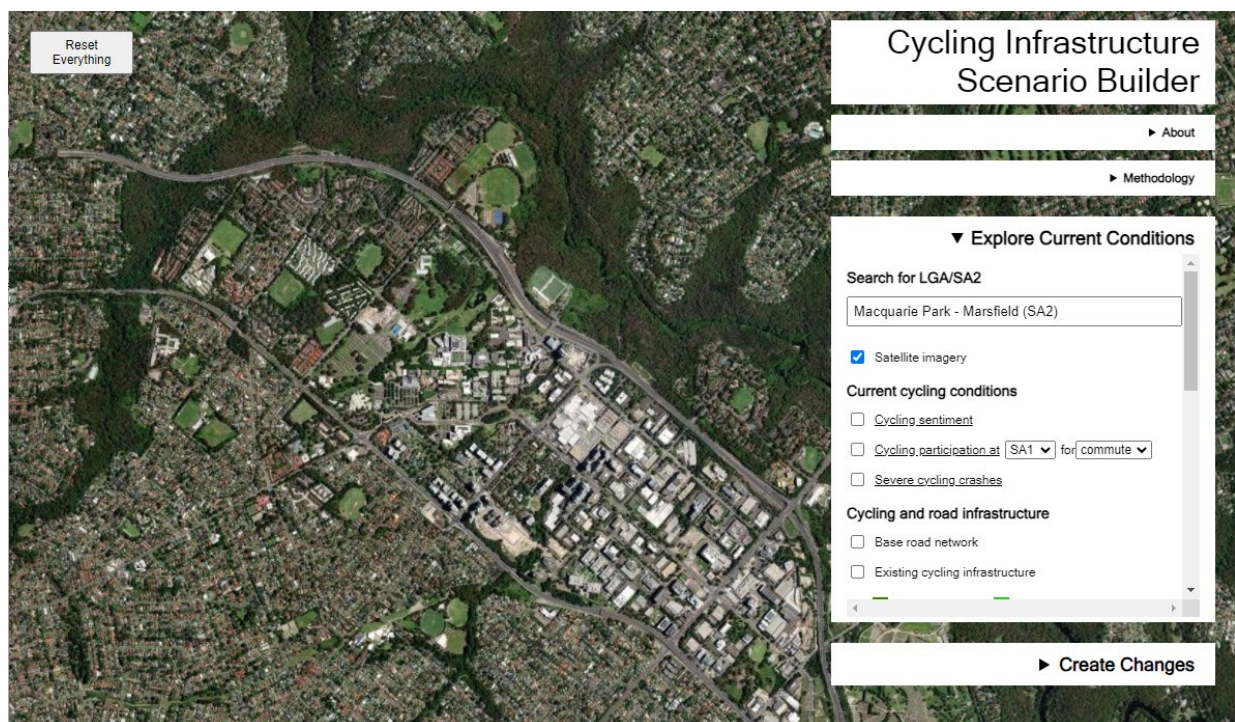 Reset
Everything
Cycling Infrastructure
Scenario Builder
About
Methodology
Explore Current Conditions
Search for LGA/SA2
Macquarie Park - Marsfield (SA2)
Satellite imagery
Current cycling conditions
Cycling sentiment
Cycling participation at SA1 for commute
Severe cycling crashes
Cycling and road infrastructure
Base road network
Existing cycling infrastructure
Create Changes